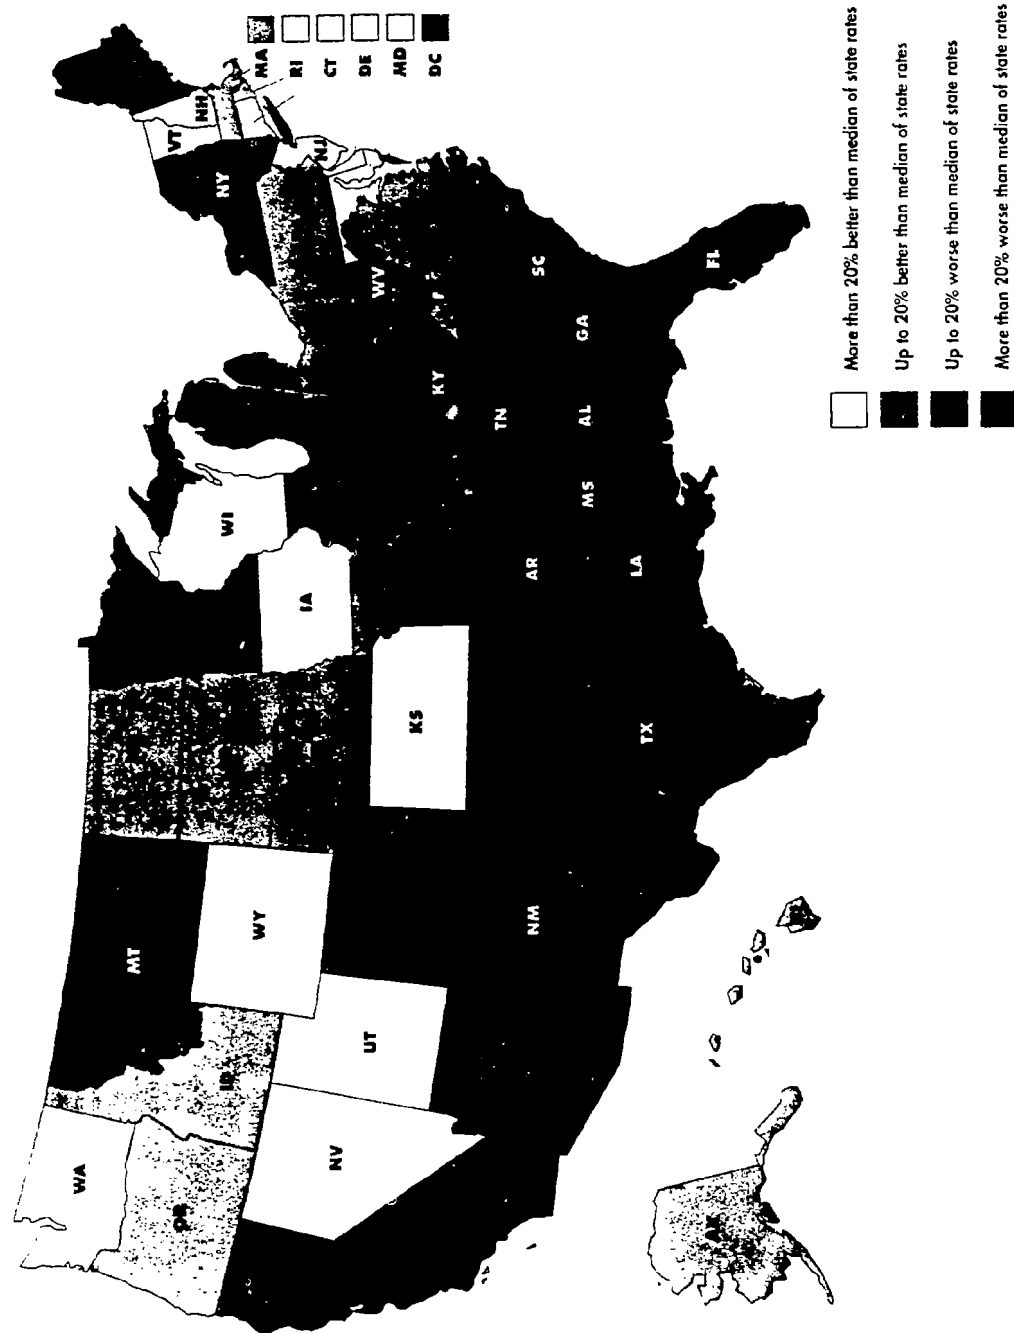 WA
OR
ID
MT
WY
NV
UT
NM
KS
TX
IA
WI
AR
LA
MS
TN
AL
KY
GA
SC
FL
WV
NY
VT
NH
NJ
AK
MA
RI
CT
DE
MD
DC
More than 20% better than median of state rates
Up to 20% better than median of state rates
Up to 20% worse than median of state rates
More than 20% worse than median of state rates